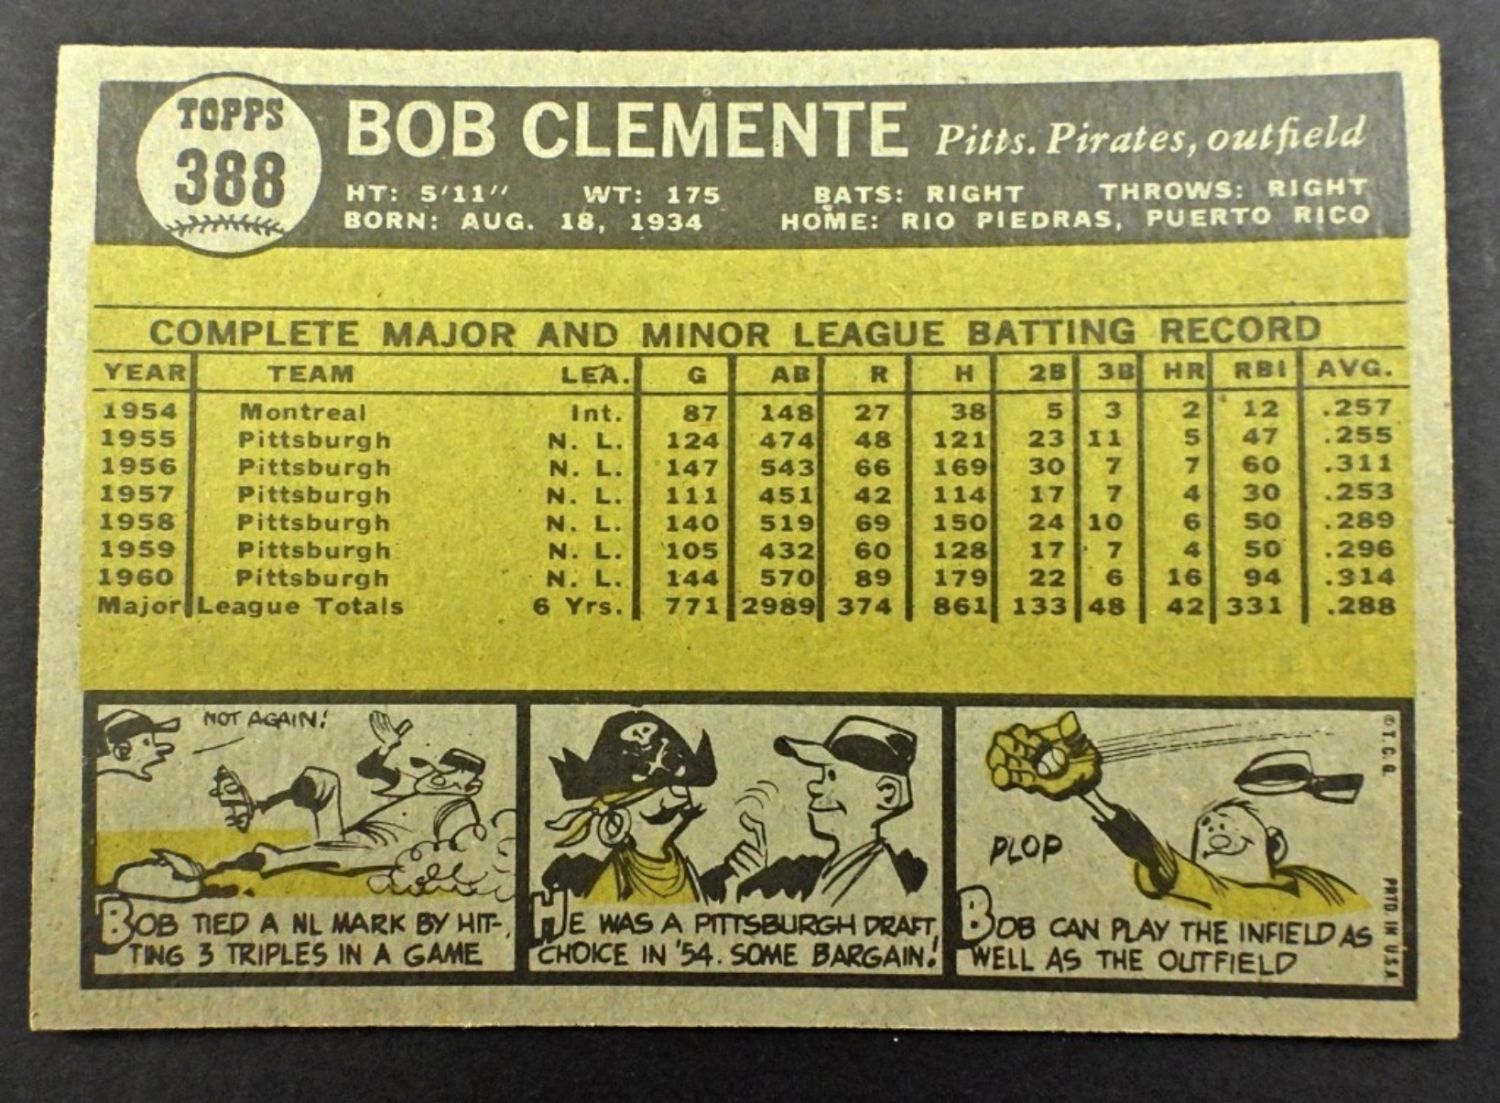 TOPPS
388
BOB CLEMENTE Pitts. Pirates, outfield
HT: 5'11" WT: 175 BATS: RIGHT THROWS: RIGHT
BORN: AUG. 18, 1934 HOME: RIO PIEDRAS, PUERTO RICO
COMPLETE MAJOR AND MINOR LEAGUE BATTING RECORD
YEAR TEAM LEA. G AB R H 2B 3B HR RBI AVG.
1954 Montreal Int. 87 148 27 38 5 3 2 12 .257
1955 Pittsburgh N. L. 124 474 48 121 23 11 5 47 .255
1956 Pittsburgh N. L. 147 543 66 169 30 7 7 60 .311
1957 Pittsburgh N. L. 111 451 42 114 17 7 4 30 .253
1958 Pittsburgh N. L. 140 519 69 150 24 10 6 50 .289
1959 Pittsburgh N. L. 105 432 60 128 17 7 4 50 .296
1960 Pittsburgh N. L. 144 570 89 179 22 6 16 94 .314
Major League Totals 6 Yrs. 771 2989 374 861 133 48 42 331 .288
NOT AGAIN!
BOB TIED A NL MARK BY HIT-
TING 3 TRIPLES IN A GAME
HE WAS A PITTSBURGH DRAFT
CHOICE IN '54. SOME BARGAIN!
PLOP
BOB CAN PLAY THE INFIELD AS
WELL AS THE OUTFIELD
© T. C. G.
PRTD. IN U.S.A.